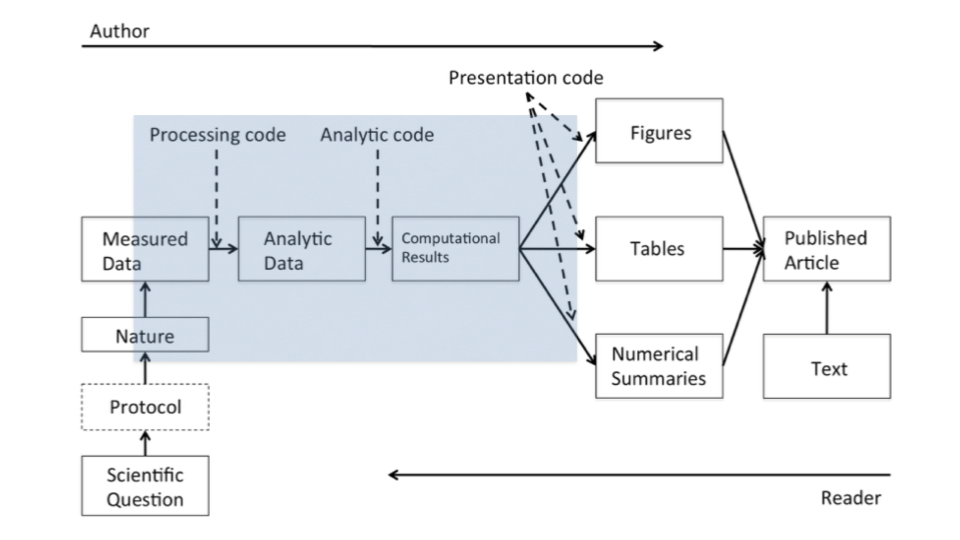 Author
Presentation code
Processing code
Analytic code
Figures
Measured
Data
Analytic
Data
Computational
Results
Tables
Published
Article
Nature
Numerical
Summaries
Text
Protocol
Scientific
Question
Reader